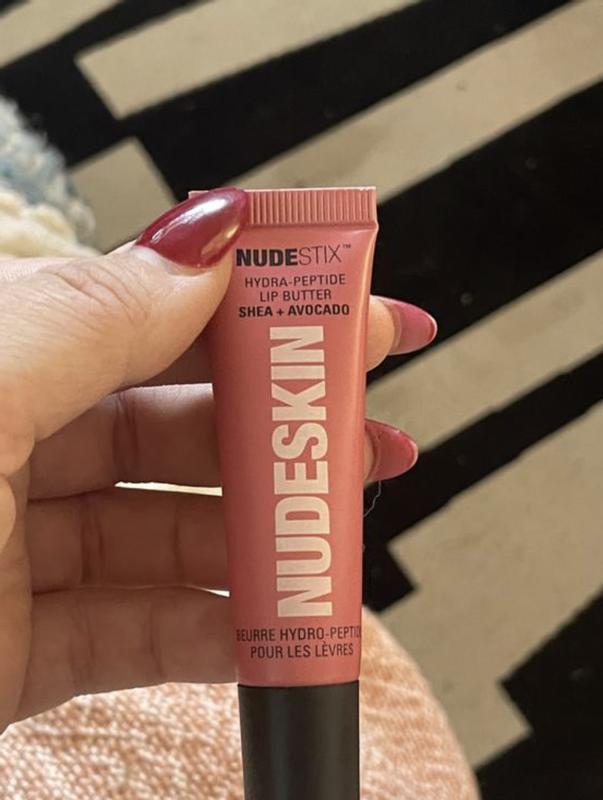 NUDESTIX™
HYDRA-PEPTIDE
LIP BUTTER
SHEA + AVOCADO
NUDESKIN
BEURRE HYDRO-PEPTID
POUR LES LÈVRES